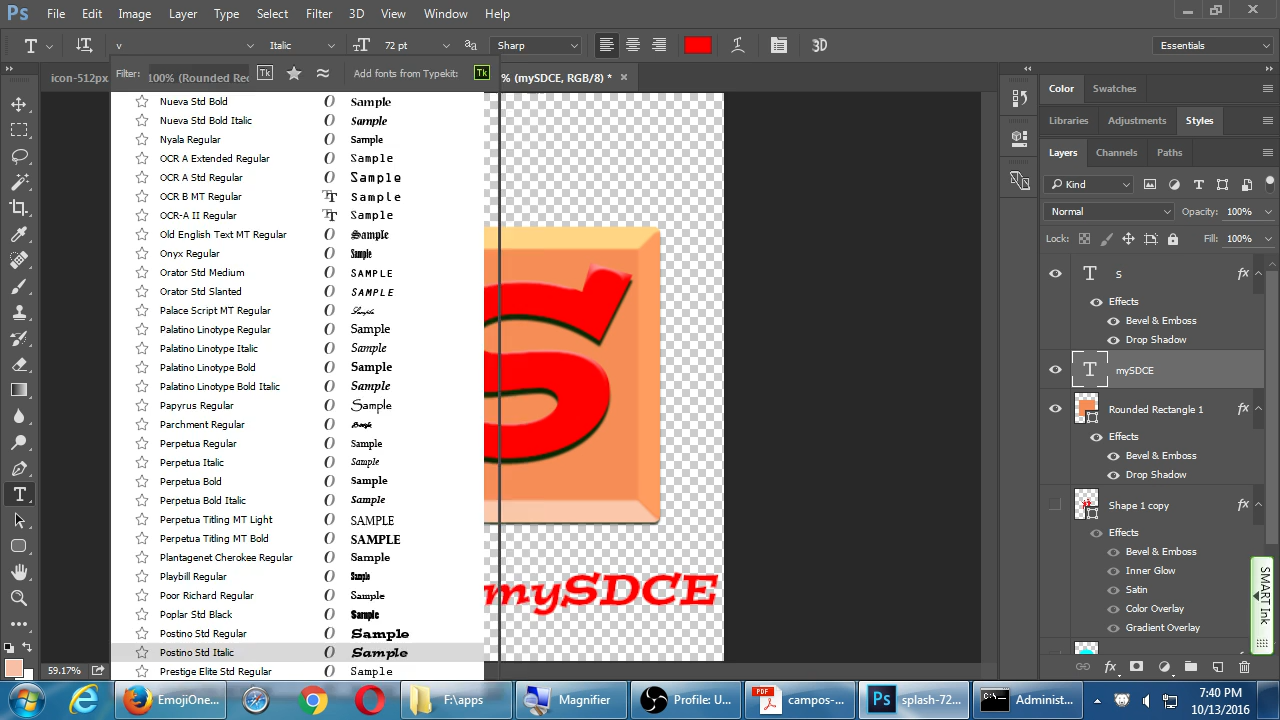 Ps File Edit Image Layer Type Select Filter 3D View Window Help
T v Italic 72 pt Sharp 3D Essentials
Filter: Tk Add fonts from Typekit: Tk
icon-512px 100% (Rounded Rec % (mySDCE, RGB/8) * ×
Nueva Std Bold Sample
Nueva Std Bold Italic Sample
Nyala Regular Sample
OCR A Extended Regular Sample
OCR A Std Regular Sample
OCR B MT Regular Sample
OCR-A II Regular Sample
Old English Text MT Regular Sample
Onyx Regular Sample
Orator Std Medium SAMPLE
Orator Std Slanted SAMPLE
Palace Script MT Regular Sample
Palatino Linotype Regular Sample
Palatino Linotype Italic Sample
Palatino Linotype Bold Sample
Palatino Linotype Bold Italic Sample
Papyrus Regular Sample
Parchment Regular Sample
Perpetua Regular Sample
Perpetua Italic Sample
Perpetua Bold Sample
Perpetua Bold Italic Sample
Perpetua Titling MT Light SAMPLE
Perpetua Titling MT Bold SAMPLE
Plantagenet Cherokee Regular Sample
Playbill Regular Sample
Poor Richard Regular Sample
Poplar Std Black Sample
Postino Std Regular Sample
Postino Std Italic Sample
Prestige Elite Std Regular Sample
S
mySDCE
59.17%
Color Swatches
Libraries Adjustments Styles
Layers Channels Paths
Kind
Normal Opacity: 100%
Lock: Fill: 100%
T S fx
Effects
Bevel & Emboss
Drop Shadow
T mySDCE
Rounded Rectangle 1 fx
Effects
Bevel & Emboss
Drop Shadow
Shape 1 copy fx
Effects
Bevel & Emboss
Inner Glow
Satin
Color Overlay
Gradient Overlay
fx
SMART INK
EmojiOne... F:\apps Magnifier Profile: U... campos-... splash-72... Administ...
7:40 PM
10/13/2016